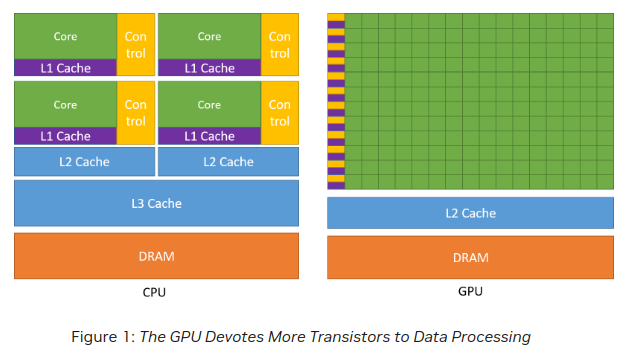 Core
Con
trol
L1 Cache
Core
Con
trol
L1 Cache
Core
Con
trol
L1 Cache
Core
Con
trol
L1 Cache
L2 Cache
L2 Cache
L3 Cache
DRAM
CPU
L2 Cache
DRAM
GPU
Figure 1: The GPU Devotes More Transistors to Data Processing